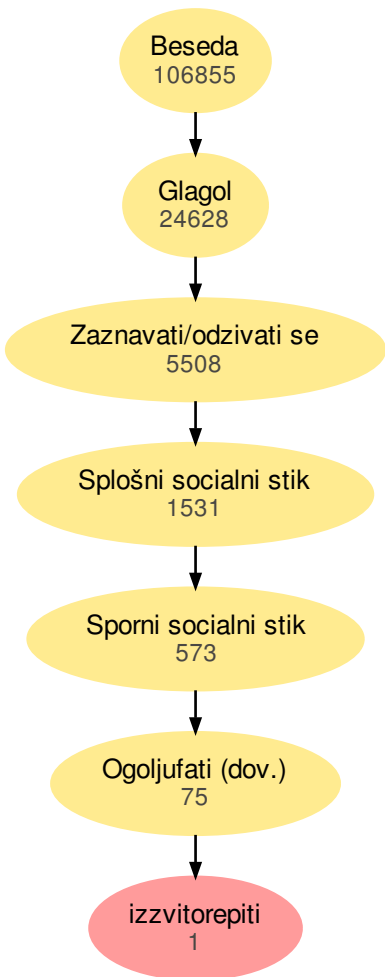 Beseda
106855
Glagol
24628
Zaznavati/odzivati se
5508
Splošni socialni stik
1531
Sporni socialni stik
573
Ogoljufati (dov.)
75
izzvitorepiti
1